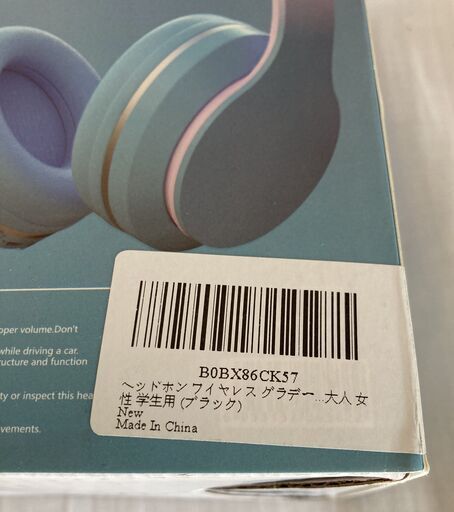 oper volume.Don't
while driving a car.
ructure and function
ty or inspect this hea
ovements.
B0BX86CK57
ヘッドホン ワイヤレス グラデー...大人 女
性 学生用 (ブラック)
New
Made In China